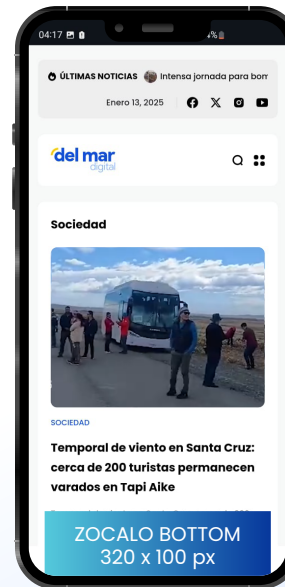 04:17
ÚLTIMAS NOTICIAS Intensa jornada para bom
Enero 13, 2025
del mar
digital
Sociedad
SOCIEDAD
Temporal de viento en Santa Cruz:
cerca de 200 turistas permanecen
varados en Tapi Aike
ZOCALO BOTTOM
320 x 100 px